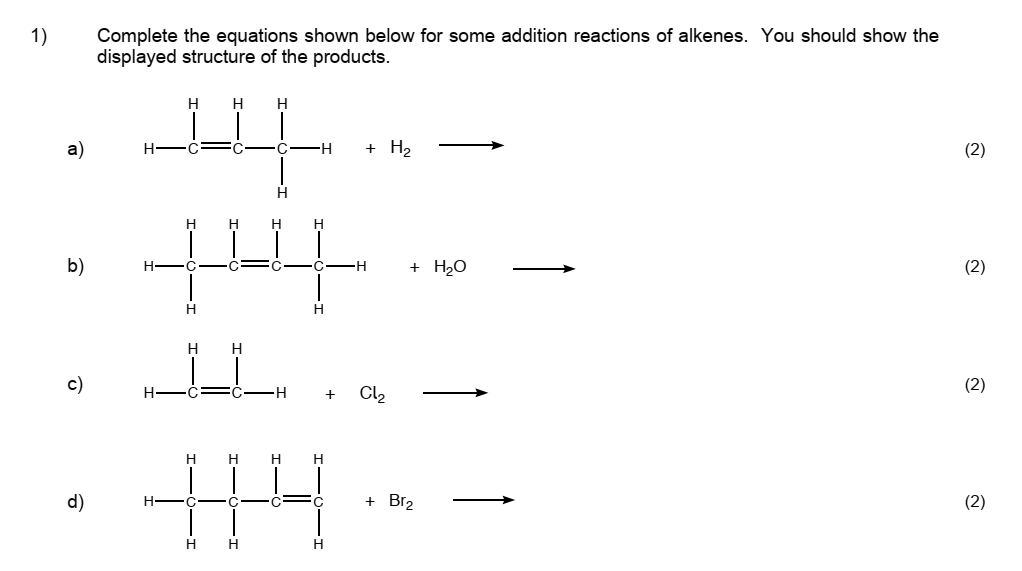 1) Complete the equations shown below for some addition reactions of alkenes. You should show the
displayed structure of the products.
H H H
a) H C C C H + H₂ (2)
H
H H H H
b) H C C C C H + H₂O (2)
H H
H H
c) H C C H + Cl₂ (2)
H H H H
d) H C C C C + Br₂ (2)
H H H